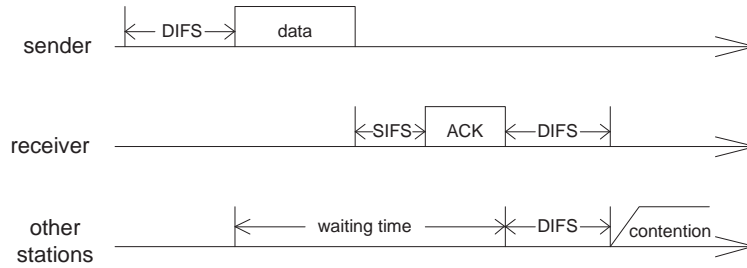 DIFS
data
sender
SIFS
ACK
DIFS
receiver
other
stations
waiting time
DIFS
contention